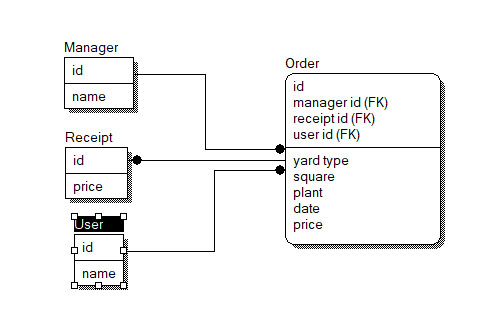 Manager
id
name
Receipt
id
price
User
id
name
Order
id
manager id (FK)
receipt id (FK)
user id (FK)
yard type
square
plant
date
price